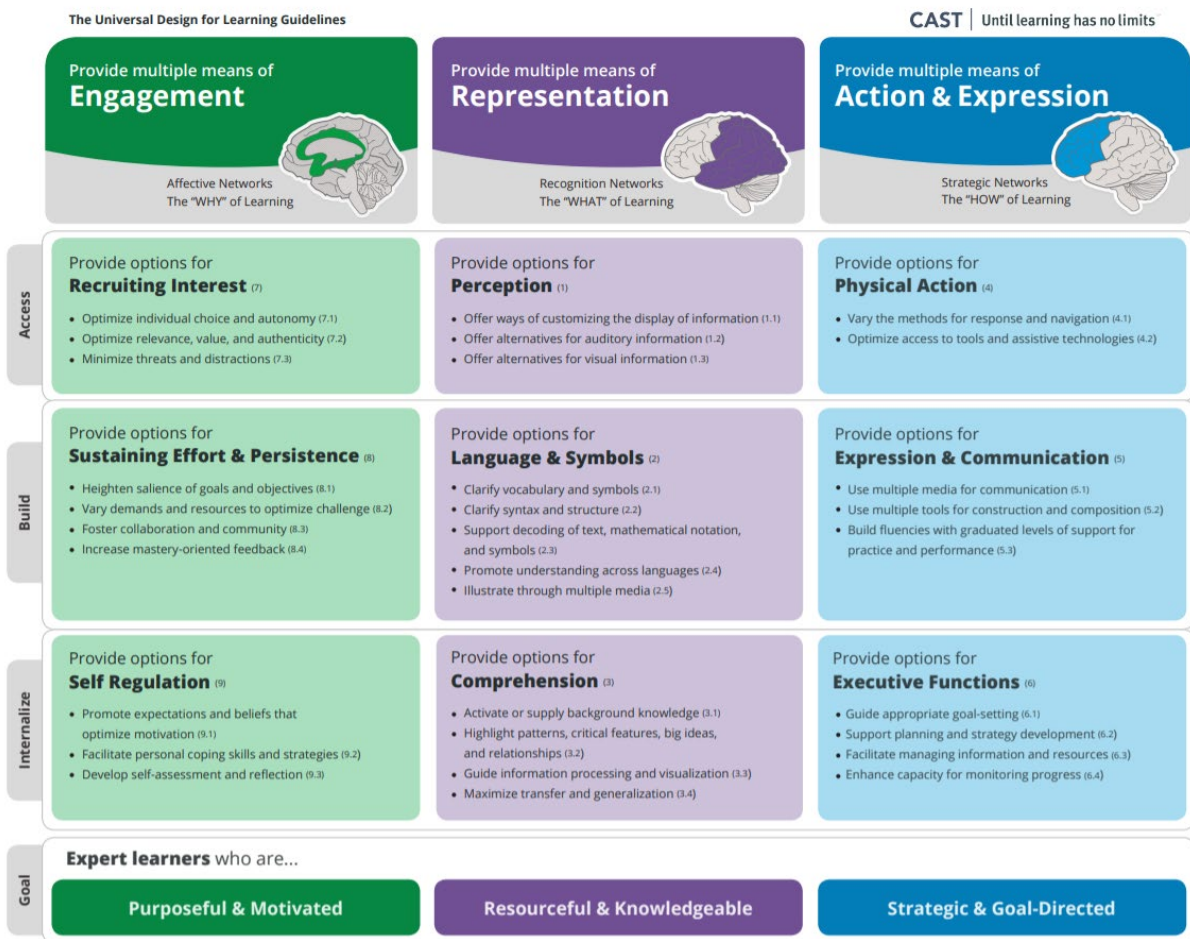 The Universal Design for Learning Guidelines
CAST | Until learning has no limits
Provide multiple means of
Engagement
Affective Networks
The "WHY" of Learning
Provide multiple means of
Representation
Recognition Networks
The "WHAT" of Learning
Provide multiple means of
Action & Expression
Strategic Networks
The "HOW" of Learning
Access
Provide options for
Recruiting Interest (7)
• Optimize individual choice and autonomy (7.1)
• Optimize relevance, value, and authenticity (7.2)
• Minimize threats and distractions (7.3)
Provide options for
Perception (1)
• Offer ways of customizing the display of information (1.1)
• Offer alternatives for auditory information (1.2)
• Offer alternatives for visual information (1.3)
Provide options for
Physical Action (4)
• Vary the methods for response and navigation (4.1)
• Optimize access to tools and assistive technologies (4.2)
Build
Provide options for
Sustaining Effort & Persistence (8)
• Heighten salience of goals and objectives (8.1)
• Vary demands and resources to optimize challenge (8.2)
• Foster collaboration and community (8.3)
• Increase mastery-oriented feedback (8.4)
Provide options for
Language & Symbols (2)
• Clarify vocabulary and symbols (2.1)
• Clarify syntax and structure (2.2)
• Support decoding of text, mathematical notation,
and symbols (2.3)
• Promote understanding across languages (2.4)
• Illustrate through multiple media (2.5)
Provide options for
Expression & Communication (5)
• Use multiple media for communication (5.1)
• Use multiple tools for construction and composition (5.2)
• Build fluencies with graduated levels of support for
practice and performance (5.3)
Internalize
Provide options for
Self Regulation (9)
• Promote expectations and beliefs that
optimize motivation (9.1)
• Facilitate personal coping skills and strategies (9.2)
• Develop self-assessment and reflection (9.3)
Provide options for
Comprehension (3)
• Activate or supply background knowledge (3.1)
• Highlight patterns, critical features, big ideas,
and relationships (3.2)
• Guide information processing and visualization (3.3)
• Maximize transfer and generalization (3.4)
Provide options for
Executive Functions (6)
• Guide appropriate goal-setting (6.1)
• Support planning and strategy development (6.2)
• Facilitate managing information and resources (6.3)
• Enhance capacity for monitoring progress (6.4)
Goal
Expert learners who are...
Purposeful & Motivated
Resourceful & Knowledgeable
Strategic & Goal-Directed